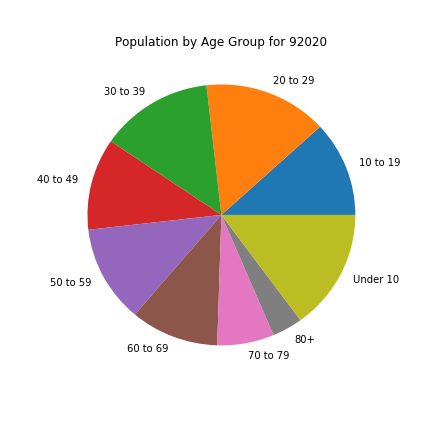 Population by Age Group for 92020
20 to 29
30 to 39
10 to 19
40 to 49
50 to 59
Under 10
80+
60 to 69
70 to 79